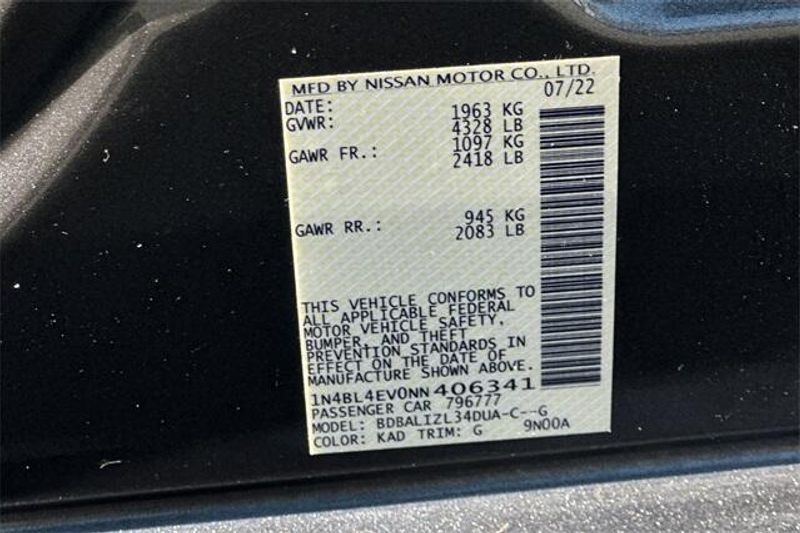 MFD BY NISSAN MOTOR CO., LTD.
DATE: 07/22
GVWR: 1963 KG
4328 LB
GAWR FR.: 1097 KG
2418 LB
GAWR RR.: 945 KG
2083 LB
THIS VEHICLE CONFORMS TO
ALL APPLICABLE FEDERAL
MOTOR VEHICLE SAFETY,
BUMPER, AND THEFT
PREVENTION STANDARDS IN
EFFECT ON THE DATE OF
MANUFACTURE SHOWN ABOVE.
1N4BL4EV0NN406341
PASSENGER CAR 796777
MODEL: BDBALIZL34DUA-C--G
COLOR: KAD TRIM: G 9N00A